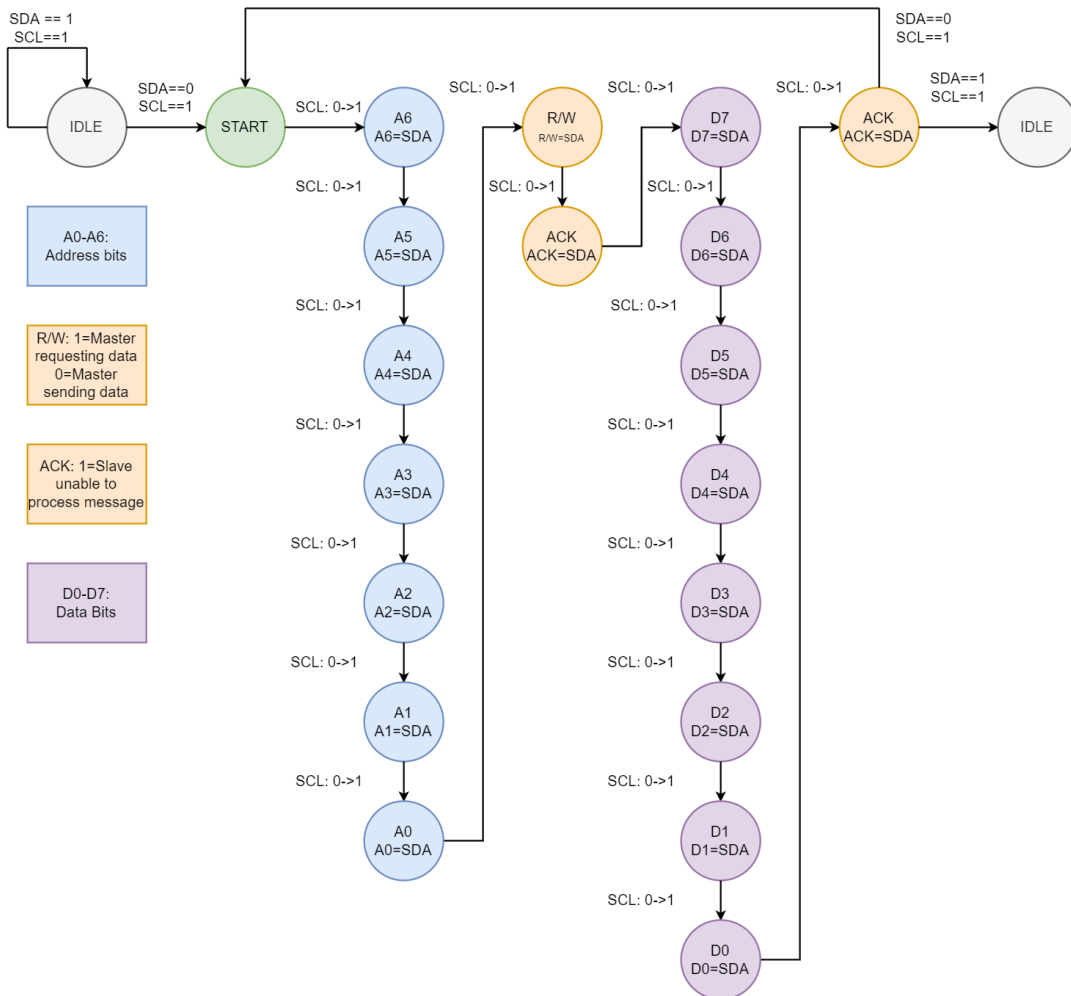 SDA == 1
SCL==1
IDLE
SDA==0
SCL==1
START
SCL: 0->1
A6
A6=SDA
SCL: 0->1
A5
A5=SDA
SCL: 0->1
A4
A4=SDA
SCL: 0->1
A3
A3=SDA
SCL: 0->1
A2
A2=SDA
SCL: 0->1
A1
A1=SDA
SCL: 0->1
A0
A0=SDA
SCL: 0->1
R/W
R/W=SDA
SCL: 0->1
ACK
ACK=SDA
SCL: 0->1
D7
D7=SDA
SCL: 0->1
D6
D6=SDA
SCL: 0->1
D5
D5=SDA
SCL: 0->1
D4
D4=SDA
SCL: 0->1
D3
D3=SDA
SCL: 0->1
D2
D2=SDA
SCL: 0->1
D1
D1=SDA
SCL: 0->1
D0
D0=SDA
SCL: 0->1
ACK
ACK=SDA
SDA==0
SCL==1
SDA==1
SCL==1
IDLE
A0-A6:
Address bits
R/W: 1=Master
requesting data
0=Master
sending data
ACK: 1=Slave
unable to
process message
D0-D7:
Data Bits